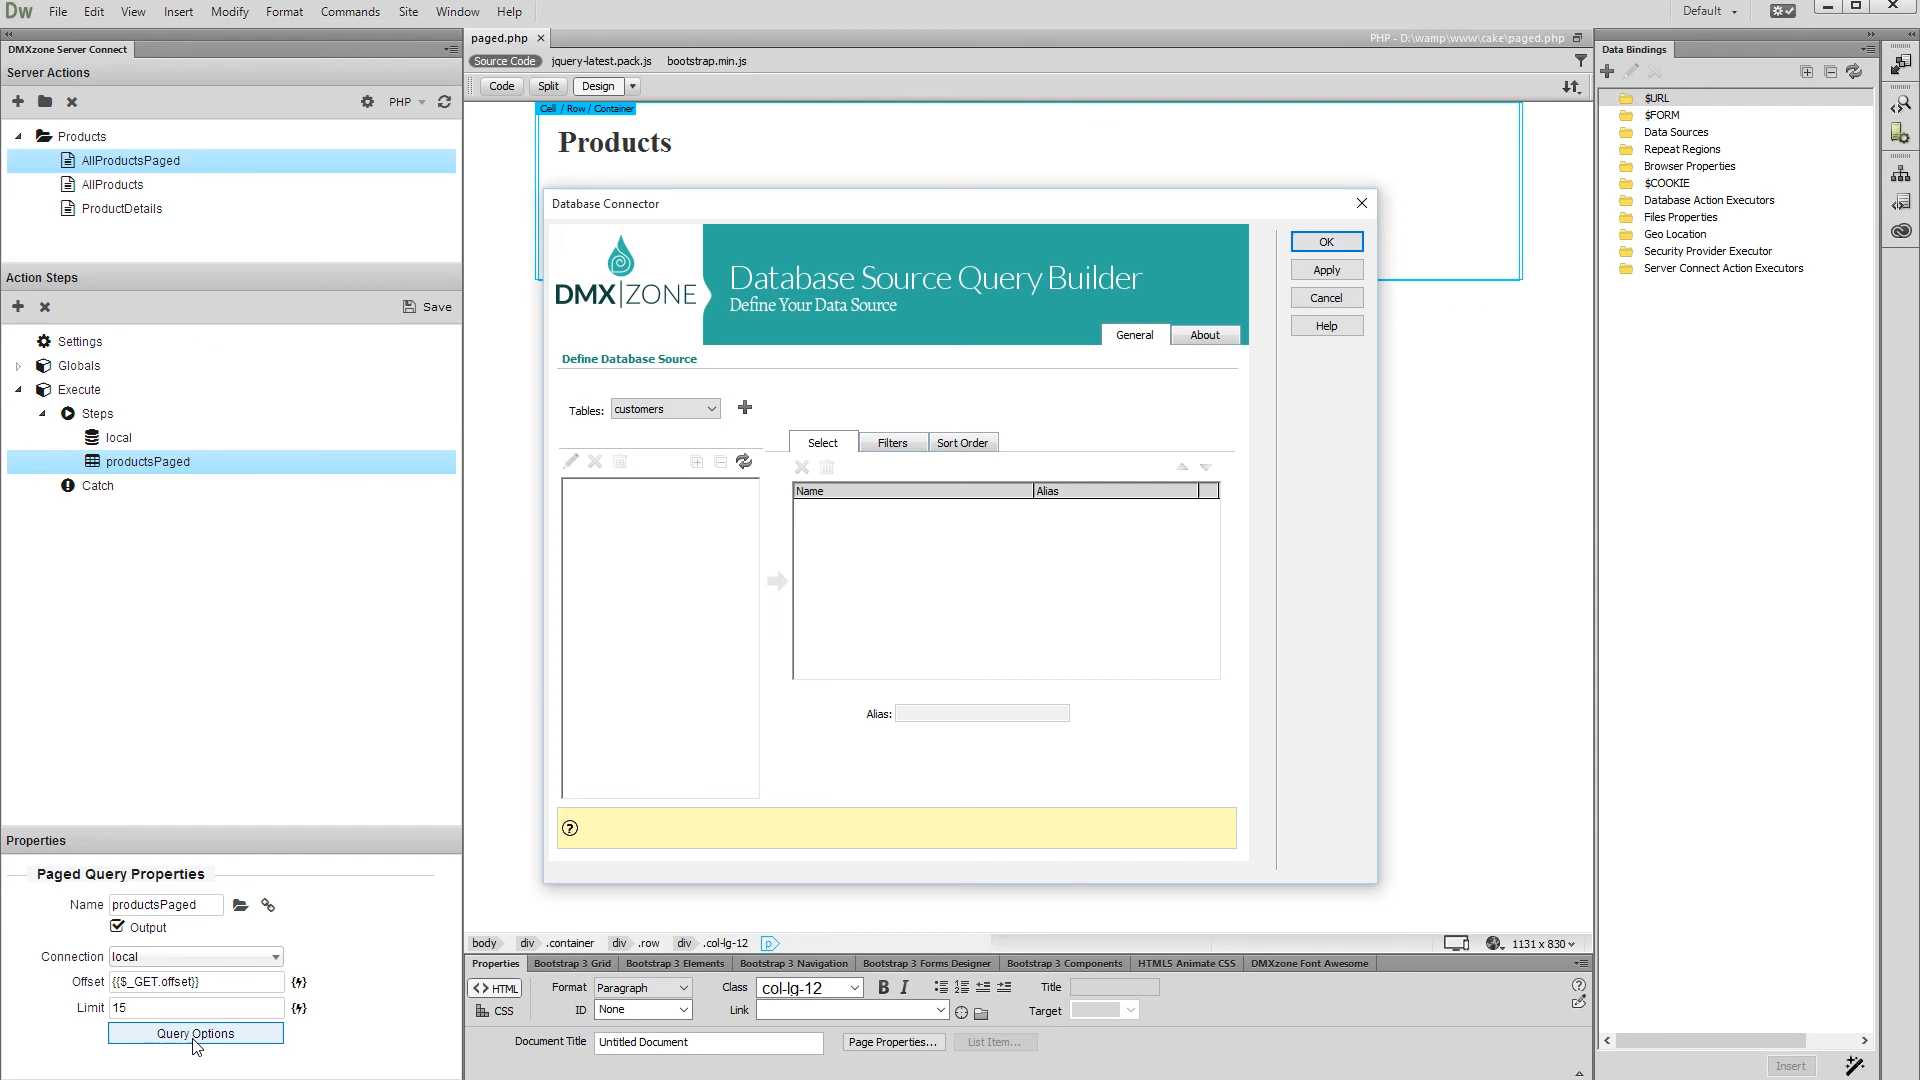 Dw File Edit View Insert Modify Format Commands Site Window Help Default
DMXzone Server Connect
Server Actions
PHP
Products
AllProductsPaged
AllProducts
ProductDetails
Action Steps
Save
Settings
Globals
Execute
Steps
local
productsPaged
Catch
Properties
Paged Query Properties
Name productsPaged
Output
Connection local
Offset {{$_GET.offset}}
Limit 15
Query Options
paged.php
PHP - D:\wamp\www\cake\paged.php
Source Code jquery-latest.pack.js bootstrap.min.js
Code Split Design
Cell / Row / Container
Products
Database Connector
DMX|ZONE
Database Source Query Builder
Define Your Data Source
General About
OK
Apply
Cancel
Help
Define Database Source
Tables: customers
Select Filters Sort Order
Name Alias
Alias:
body div .container div .row div .col-lg-12 p
1131 x 830
Properties Bootstrap 3 Grid Bootstrap 3 Elements Bootstrap 3 Navigation Bootstrap 3 Forms Designer Bootstrap 3 Components HTML5 Animate CSS DMXzone Font Awesome
<> HTML Format Paragraph Class col-lg-12 B I Title
CSS ID None Link Target
Document Title Untitled Document Page Properties... List Item...
Data Bindings
$URL
$FORM
Data Sources
Repeat Regions
Browser Properties
$COOKIE
Database Action Executors
Files Properties
Geo Location
Security Provider Executor
Server Connect Action Executors
Insert